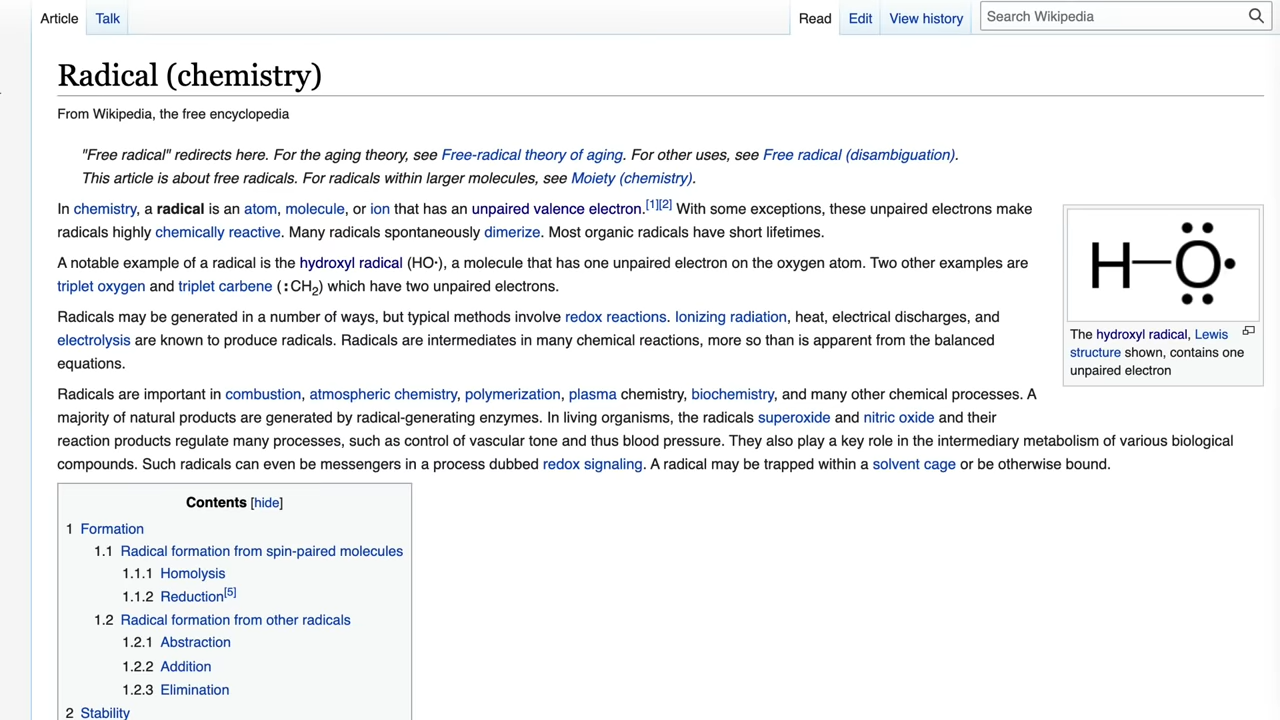 Article Talk Read Edit View history Search Wikipedia
Radical (chemistry)
From Wikipedia, the free encyclopedia
"Free radical" redirects here. For the aging theory, see Free-radical theory of aging. For other uses, see Free radical (disambiguation).
This article is about free radicals. For radicals within larger molecules, see Moiety (chemistry).
In chemistry, a radical is an atom, molecule, or ion that has an unpaired valence electron.[1][2] With some exceptions, these unpaired electrons make
radicals highly chemically reactive. Many radicals spontaneously dimerize. Most organic radicals have short lifetimes.
A notable example of a radical is the hydroxyl radical (HO·), a molecule that has one unpaired electron on the oxygen atom. Two other examples are
triplet oxygen and triplet carbene (:CH2) which have two unpaired electrons.
Radicals may be generated in a number of ways, but typical methods involve redox reactions. Ionizing radiation, heat, electrical discharges, and
electrolysis are known to produce radicals. Radicals are intermediates in many chemical reactions, more so than is apparent from the balanced
equations.
H O
The hydroxyl radical, Lewis
structure shown, contains one
unpaired electron
Radicals are important in combustion, atmospheric chemistry, polymerization, plasma chemistry, biochemistry, and many other chemical processes. A
majority of natural products are generated by radical-generating enzymes. In living organisms, the radicals superoxide and nitric oxide and their
reaction products regulate many processes, such as control of vascular tone and thus blood pressure. They also play a key role in the intermediary metabolism of various biological
compounds. Such radicals can even be messengers in a process dubbed redox signaling. A radical may be trapped within a solvent cage or be otherwise bound.
Contents [hide]
1 Formation
1.1 Radical formation from spin-paired molecules
1.1.1 Homolysis
1.1.2 Reduction[5]
1.2 Radical formation from other radicals
1.2.1 Abstraction
1.2.2 Addition
1.2.3 Elimination
2 Stability